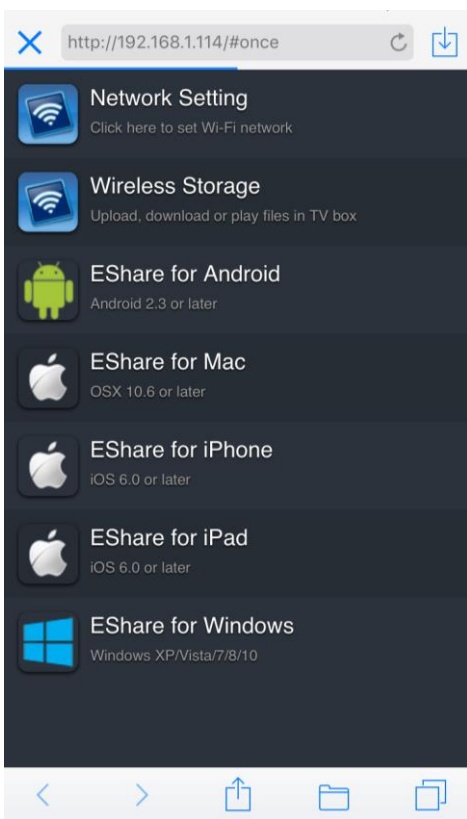 http://192.168.1.114/#once
Network Setting
Click here to set Wi-Fi network
Wireless Storage
Upload, download or play files in TV box
EShare for Android
Android 2.3 or later
EShare for Mac
OSX 10.6 or later
EShare for iPhone
iOS 6.0 or later
EShare for iPad
iOS 6.0 or later
EShare for Windows
Windows XP/Vista/7/8/10